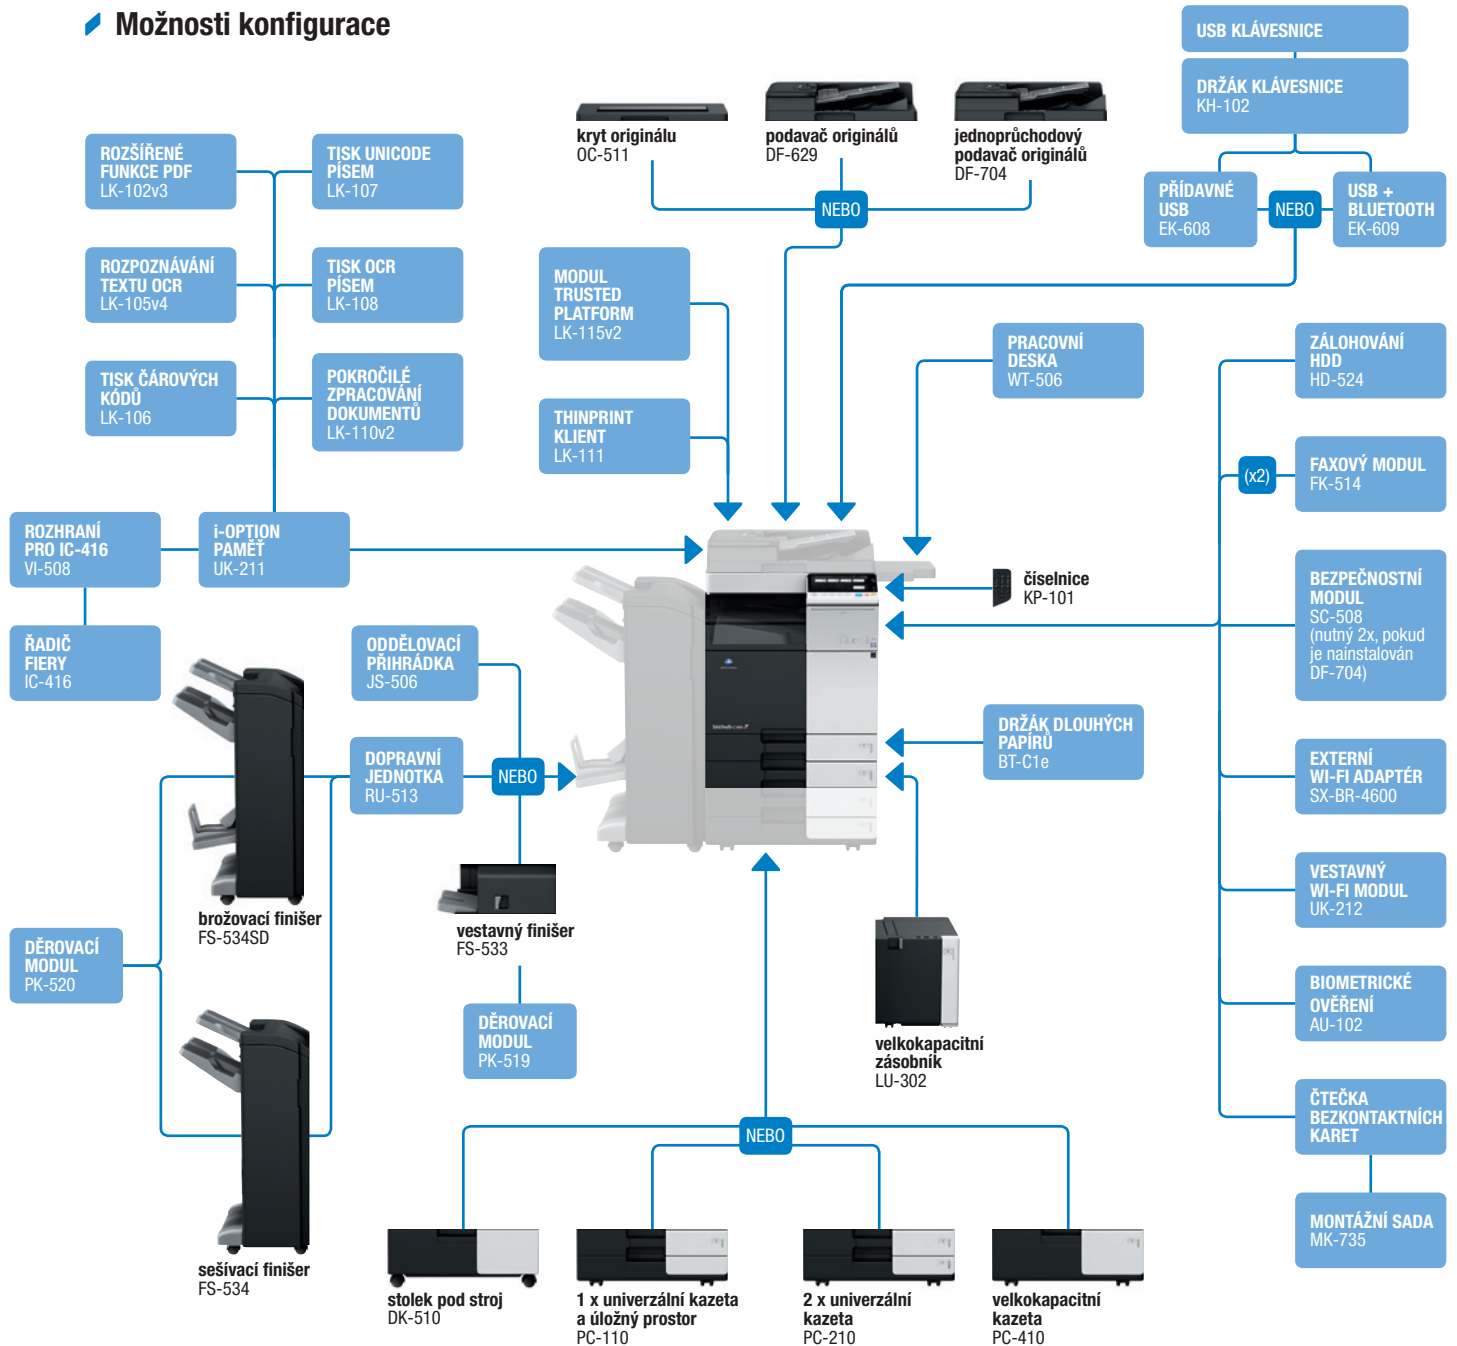 Možnosti konfigurace
USB KLÁVESNICE
DRŽÁK KLÁVESNICE
KH-102
PŘÍDAVNÉ
USB
EK-608
NEBO
USB +
BLUETOOTH
EK-609
kryt originálu
OC-511
podavač originálů
DF-629
jednoprůchodový
podavač originálů
DF-704
NEBO
ROZŠÍŘENÉ
FUNKCE PDF
LK-102v3
TISK UNICODE
PÍSEM
LK-107
ROZPOZNÁVÁNÍ
TEXTU OCR
LK-105v4
TISK OCR
PÍSEM
LK-108
TISK ČÁROVÝCH
KÓDŮ
LK-106
POKROČILÉ
ZPRACOVÁNÍ
DOKUMENTŮ
LK-110v2
MODUL
TRUSTED
PLATFORM
LK-115v2
THINPRINT
KLIENT
LK-111
PRACOVNÍ
DESKA
WT-506
ZÁLOHOVÁNÍ
HDD
HD-524
(x2)
FAXOVÝ MODUL
FK-514
ROZHRANÍ
PRO IC-416
VI-508
i-OPTION
PAMĚŤ
UK-211
ŘADIČ
FIERY
IC-416
číselnice
KP-101
BEZPEČNOSTNÍ
MODUL
SC-508
(nutný 2x, pokud
je nainstalován
DF-704)
ODDĚLOVACÍ
PŘIHRÁDKA
JS-506
DOPRAVNÍ
JEDNOTKA
RU-513
NEBO
DRŽÁK DLOUHÝCH
PAPÍRŮ
BT-C1e
EXTERNÍ
WI-FI ADAPTÉR
SX-BR-4600
VESTAVNÝ
WI-FI MODUL
UK-212
brožovací finišer
FS-534SD
vestavný finišer
FS-533
DĚROVACÍ
MODUL
PK-520
DĚROVACÍ
MODUL
PK-519
velkokapacitní
zásobník
LU-302
BIOMETRICKÉ
OVĚŘENÍ
AU-102
ČTEČKA
BEZKONTAKTNÍCH
KARET
NEBO
MONTÁŽNÍ SADA
MK-735
sešívací finišer
FS-534
stolek pod stroj
DK-510
1 x univerzální kazeta
a úložný prostor
PC-110
2 x univerzální
kazeta
PC-210
velkokapacitní
kazeta
PC-410